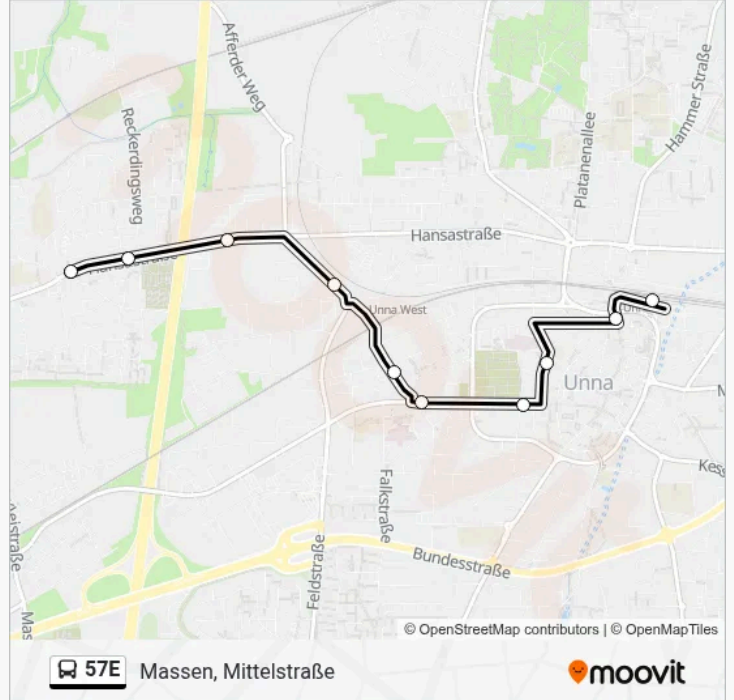 Afferder Weg
Reckerdingsweg
Platanenallee
Hammer Straße
Hansastraße
Unna West
Unna
Falkstraße
Feldstraße
Bundesstraße
© OpenStreetMap contributors | © OpenMapTiles
57E Massen, Mittelstraße
moovit